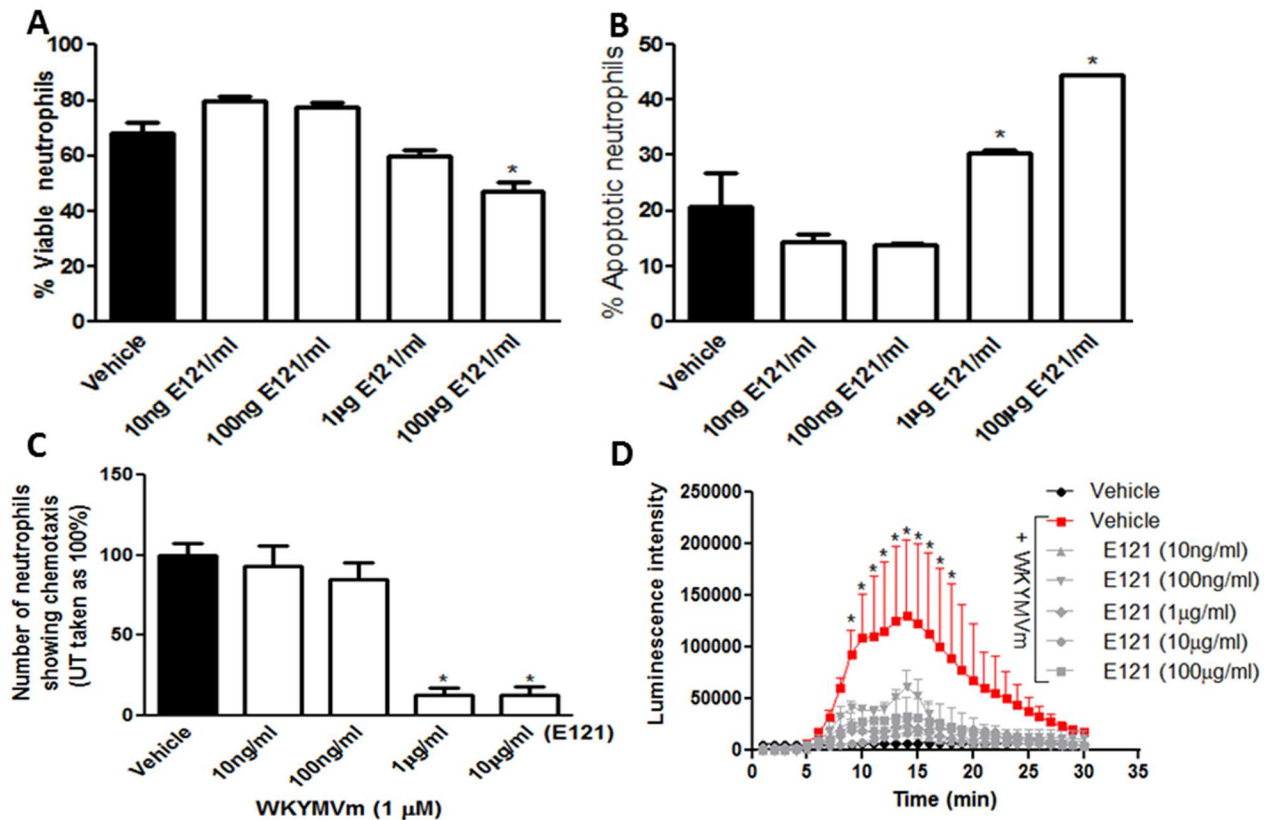 A
100
80
60
40
20
0
% Viable neutrophils
*
Vehicle
10ng E121/ml
100ng E121/ml
1μg E121/ml
100μg E121/ml
B
50
40
30
20
10
0
% Apoptotic neutrophils
*
*
Vehicle
10ng E121/ml
100ng E121/ml
1μg E121/ml
100μg E121/ml
C
150
100
50
0
Number of neutrophils
showing chemotaxis
(UT taken as 100%)
*
*
Vehicle
10ng/ml
100ng/ml
1μg/ml
10μg/ml
(E121)
WKYMVm (1 μM)
D
250000
200000
150000
100000
50000
0
Luminescence intensity
* * * * * * * * * *
0 5 10 15 20 25 30 35
Time (min)
Vehicle
Vehicle
E121 (10ng/ml)
E121 (100ng/ml)
E121 (1μg/ml)
E121 (10μg/ml)
E121 (100μg/ml)
+ WKYMVm